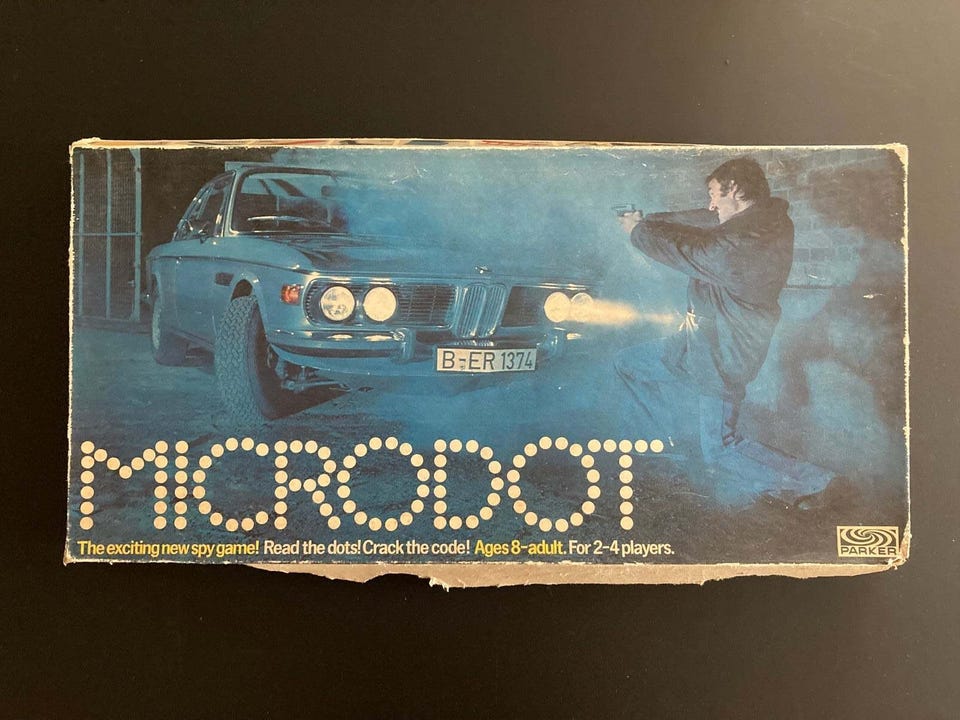 B-ER 1374
MICRODOT
The exciting new spy game! Read the dots! Crack the code! Ages 8-adult. For 2-4 players.
PARKER